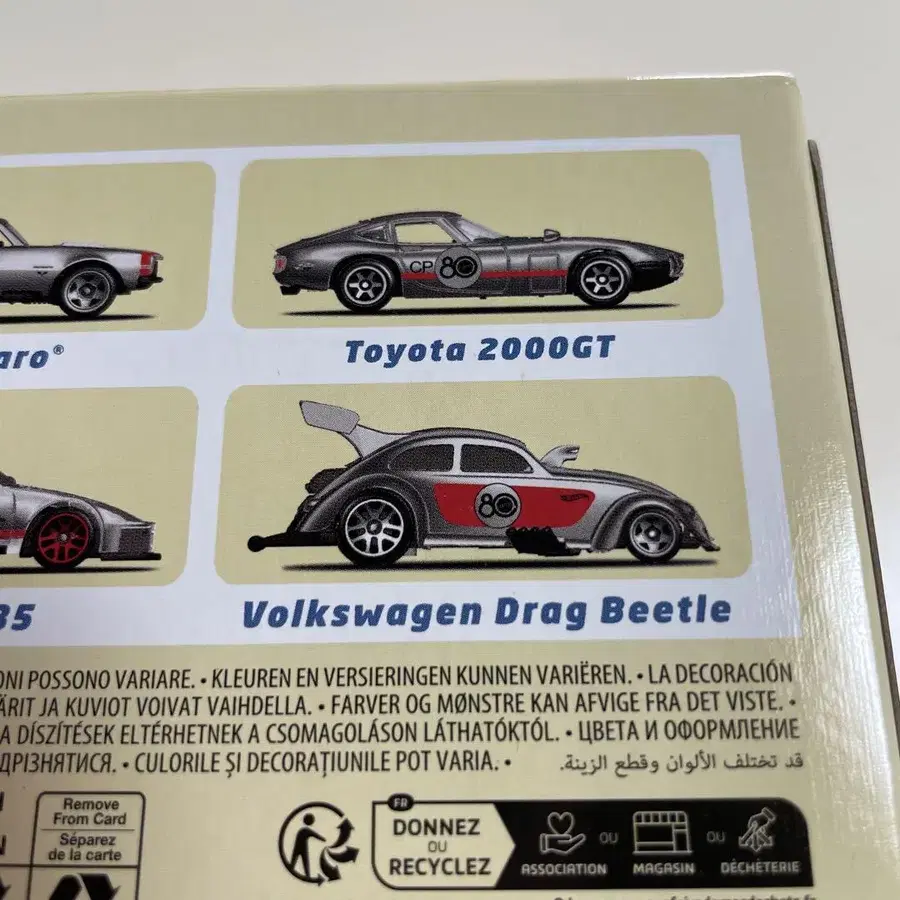 CP 80
aro®
Toyota 2000GT
80
35
Volkswagen Drag Beetle
ONI POSSONO VARIARE. • KLEUREN EN VERSIERINGEN KUNNEN VARIËREN. • LA DECORACIÓN
ÄRIT JA KUVIOT VOIVAT VAIHDELLA. • FARVER OG MØNSTRE KAN AFVIGE FRA DET VISTE. •
A DÍSZÍTÉSEK ELTÉRHETNEK A CSOMAGOLÁSON LÁTHATÓKTÓL. • ЦВЕТА И ОФОРМЛЕНИЕ
ДРІЗНЯТИСЯ. • CULORILE ȘI DECORAȚIUNILE POT VARIA. • قد تختلف الألوان وقطع الزينة.
Remove
From Card
Séparez
de la carte
FR
DONNEZ
OU
RECYCLEZ
ASSOCIATION OU MAGASIN OU DÉCHÈTERIE